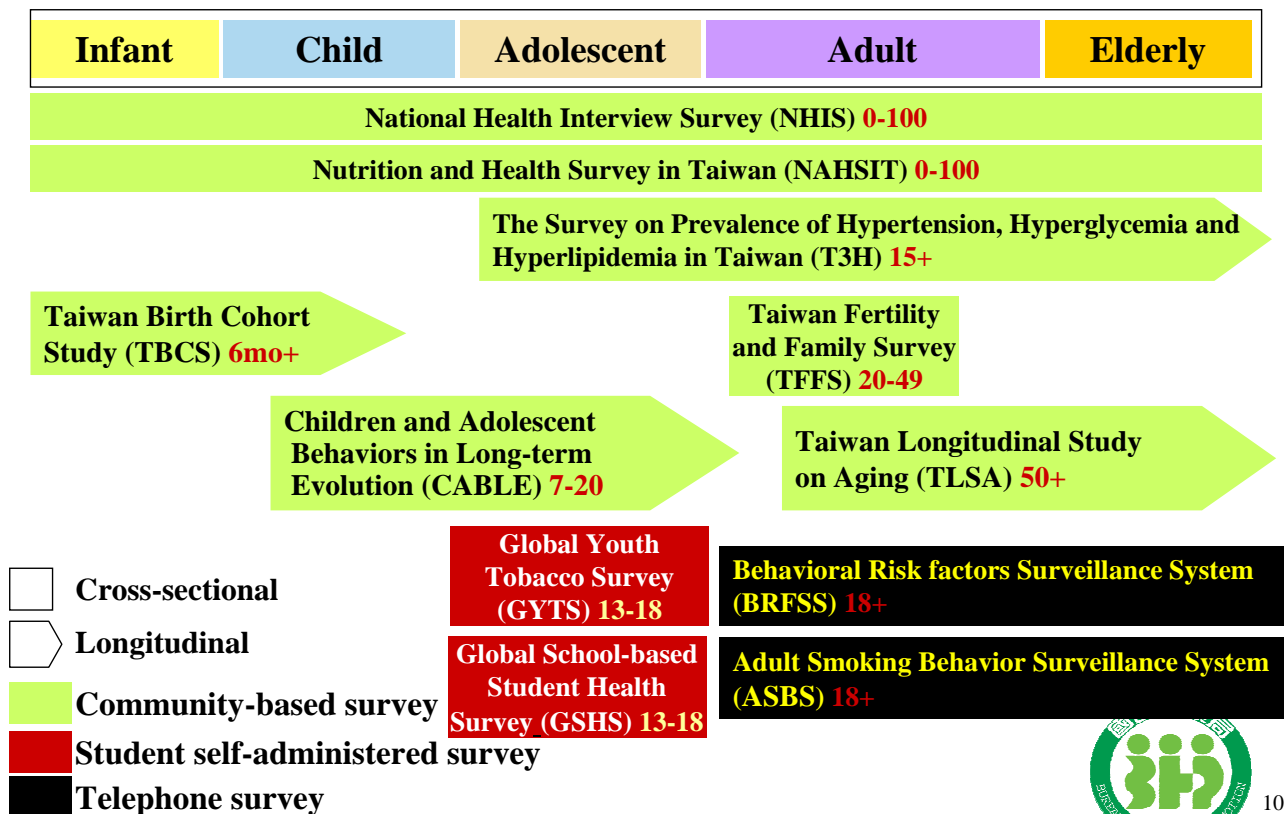 Infant Child Adolescent Adult Elderly
National Health Interview Survey (NHIS) 0-100
Nutrition and Health Survey in Taiwan (NAHSIT) 0-100
The Survey on Prevalence of Hypertension, Hyperglycemia and
Hyperlipidemia in Taiwan (T3H) 15+
Taiwan Birth Cohort
Study (TBCS) 6mo+
Taiwan Fertility
and Family Survey
(TFFS) 20-49
Children and Adolescent
Behaviors in Long-term
Evolution (CABLE) 7-20
Taiwan Longitudinal Study
on Aging (TLSA) 50+
Global Youth
Tobacco Survey
(GYTS) 13-18
Behavioral Risk factors Surveillance System
(BRFSS) 18+
Global School-based
Student Health
Survey (GSHS) 13-18
Adult Smoking Behavior Surveillance System
(ASBS) 18+
Cross-sectional
Longitudinal
Community-based survey
Student self-administered survey
Telephone survey
10